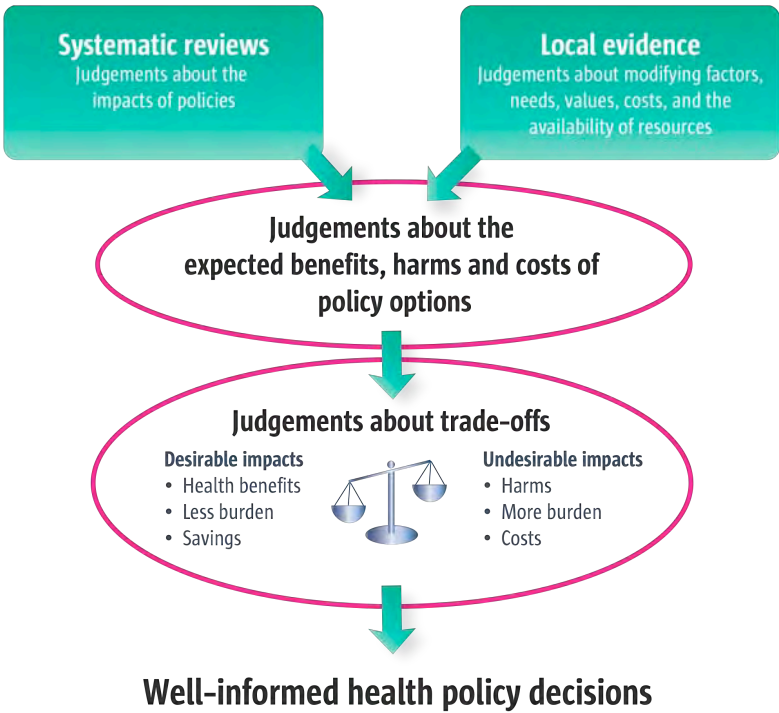 Systematic reviews
Judgements about the
impacts of policies
Local evidence
Judgements about modifying factors,
needs, values, costs, and the
availability of resources
Judgements about the
expected benefits, harms and costs of
policy options
Judgements about trade-offs
Desirable impacts
• Health benefits
• Less burden
• Savings
Undesirable impacts
• Harms
• More burden
• Costs
Well-informed health policy decisions